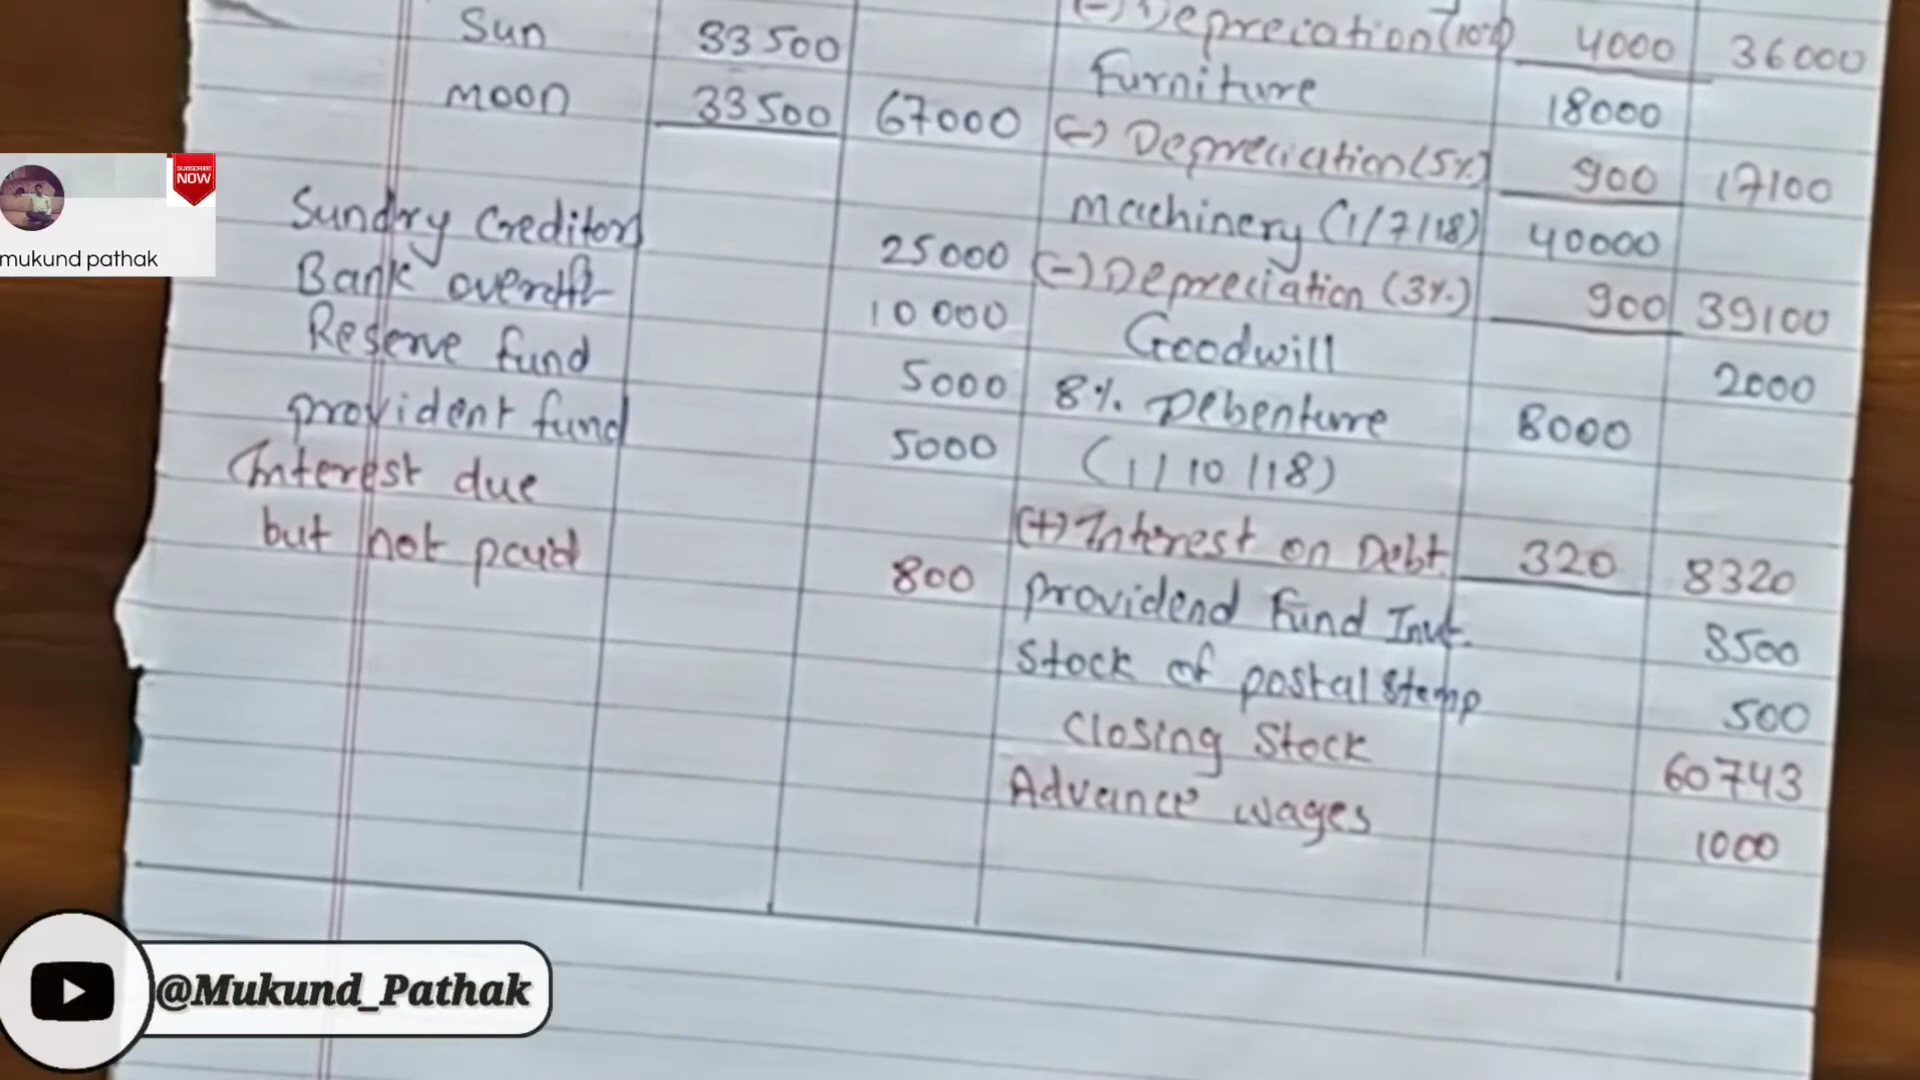 Sun 33500
moon 33500 67000
Sundry Creditors 25000
Bank overdft 10000
Reserve fund 5000
provident fund 5000
Interest due
but not paid 800
(-) Depreciation (10%) 4000 36000
Furniture 18000
(-) Depreciation (5%) 900 17100
machinery (1/7/18) 40000
(-) Depreciation (3%) 900 39100
Goodwill 2000
8% Debenture 8000
(1/10/18)
(+) Interest on Debt. 320 8320
providend Fund Invt. 8500
Stock of postal stemp 500
Closing Stock 60743
Advance wages 1000
SUBSCRIBE
NOW
mukund pathak
@Mukund_Pathak